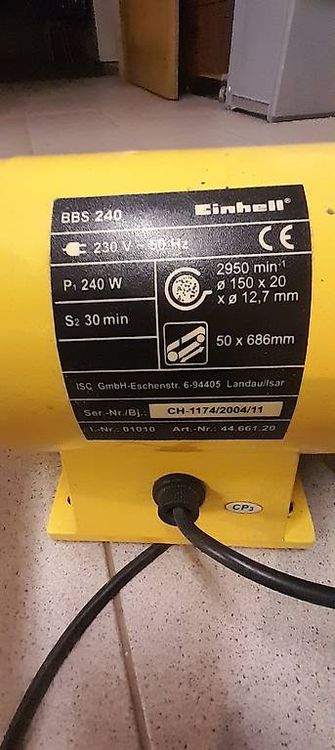 BBS 240
Einhell®
230 V ~ 50 Hz
CE
P₁ 240 W
2950 min⁻¹
ø 150 x 20
x ø 12,7 mm
S₂ 30 min
50 x 686mm
ISC GmbH-Eschenstr. 6-94405 Landau/Isar
Ser.-Nr./Bj.: CH-1174/2004/11
I.-Nr.: 01010 Art.-Nr.: 44.661.20
CP₃